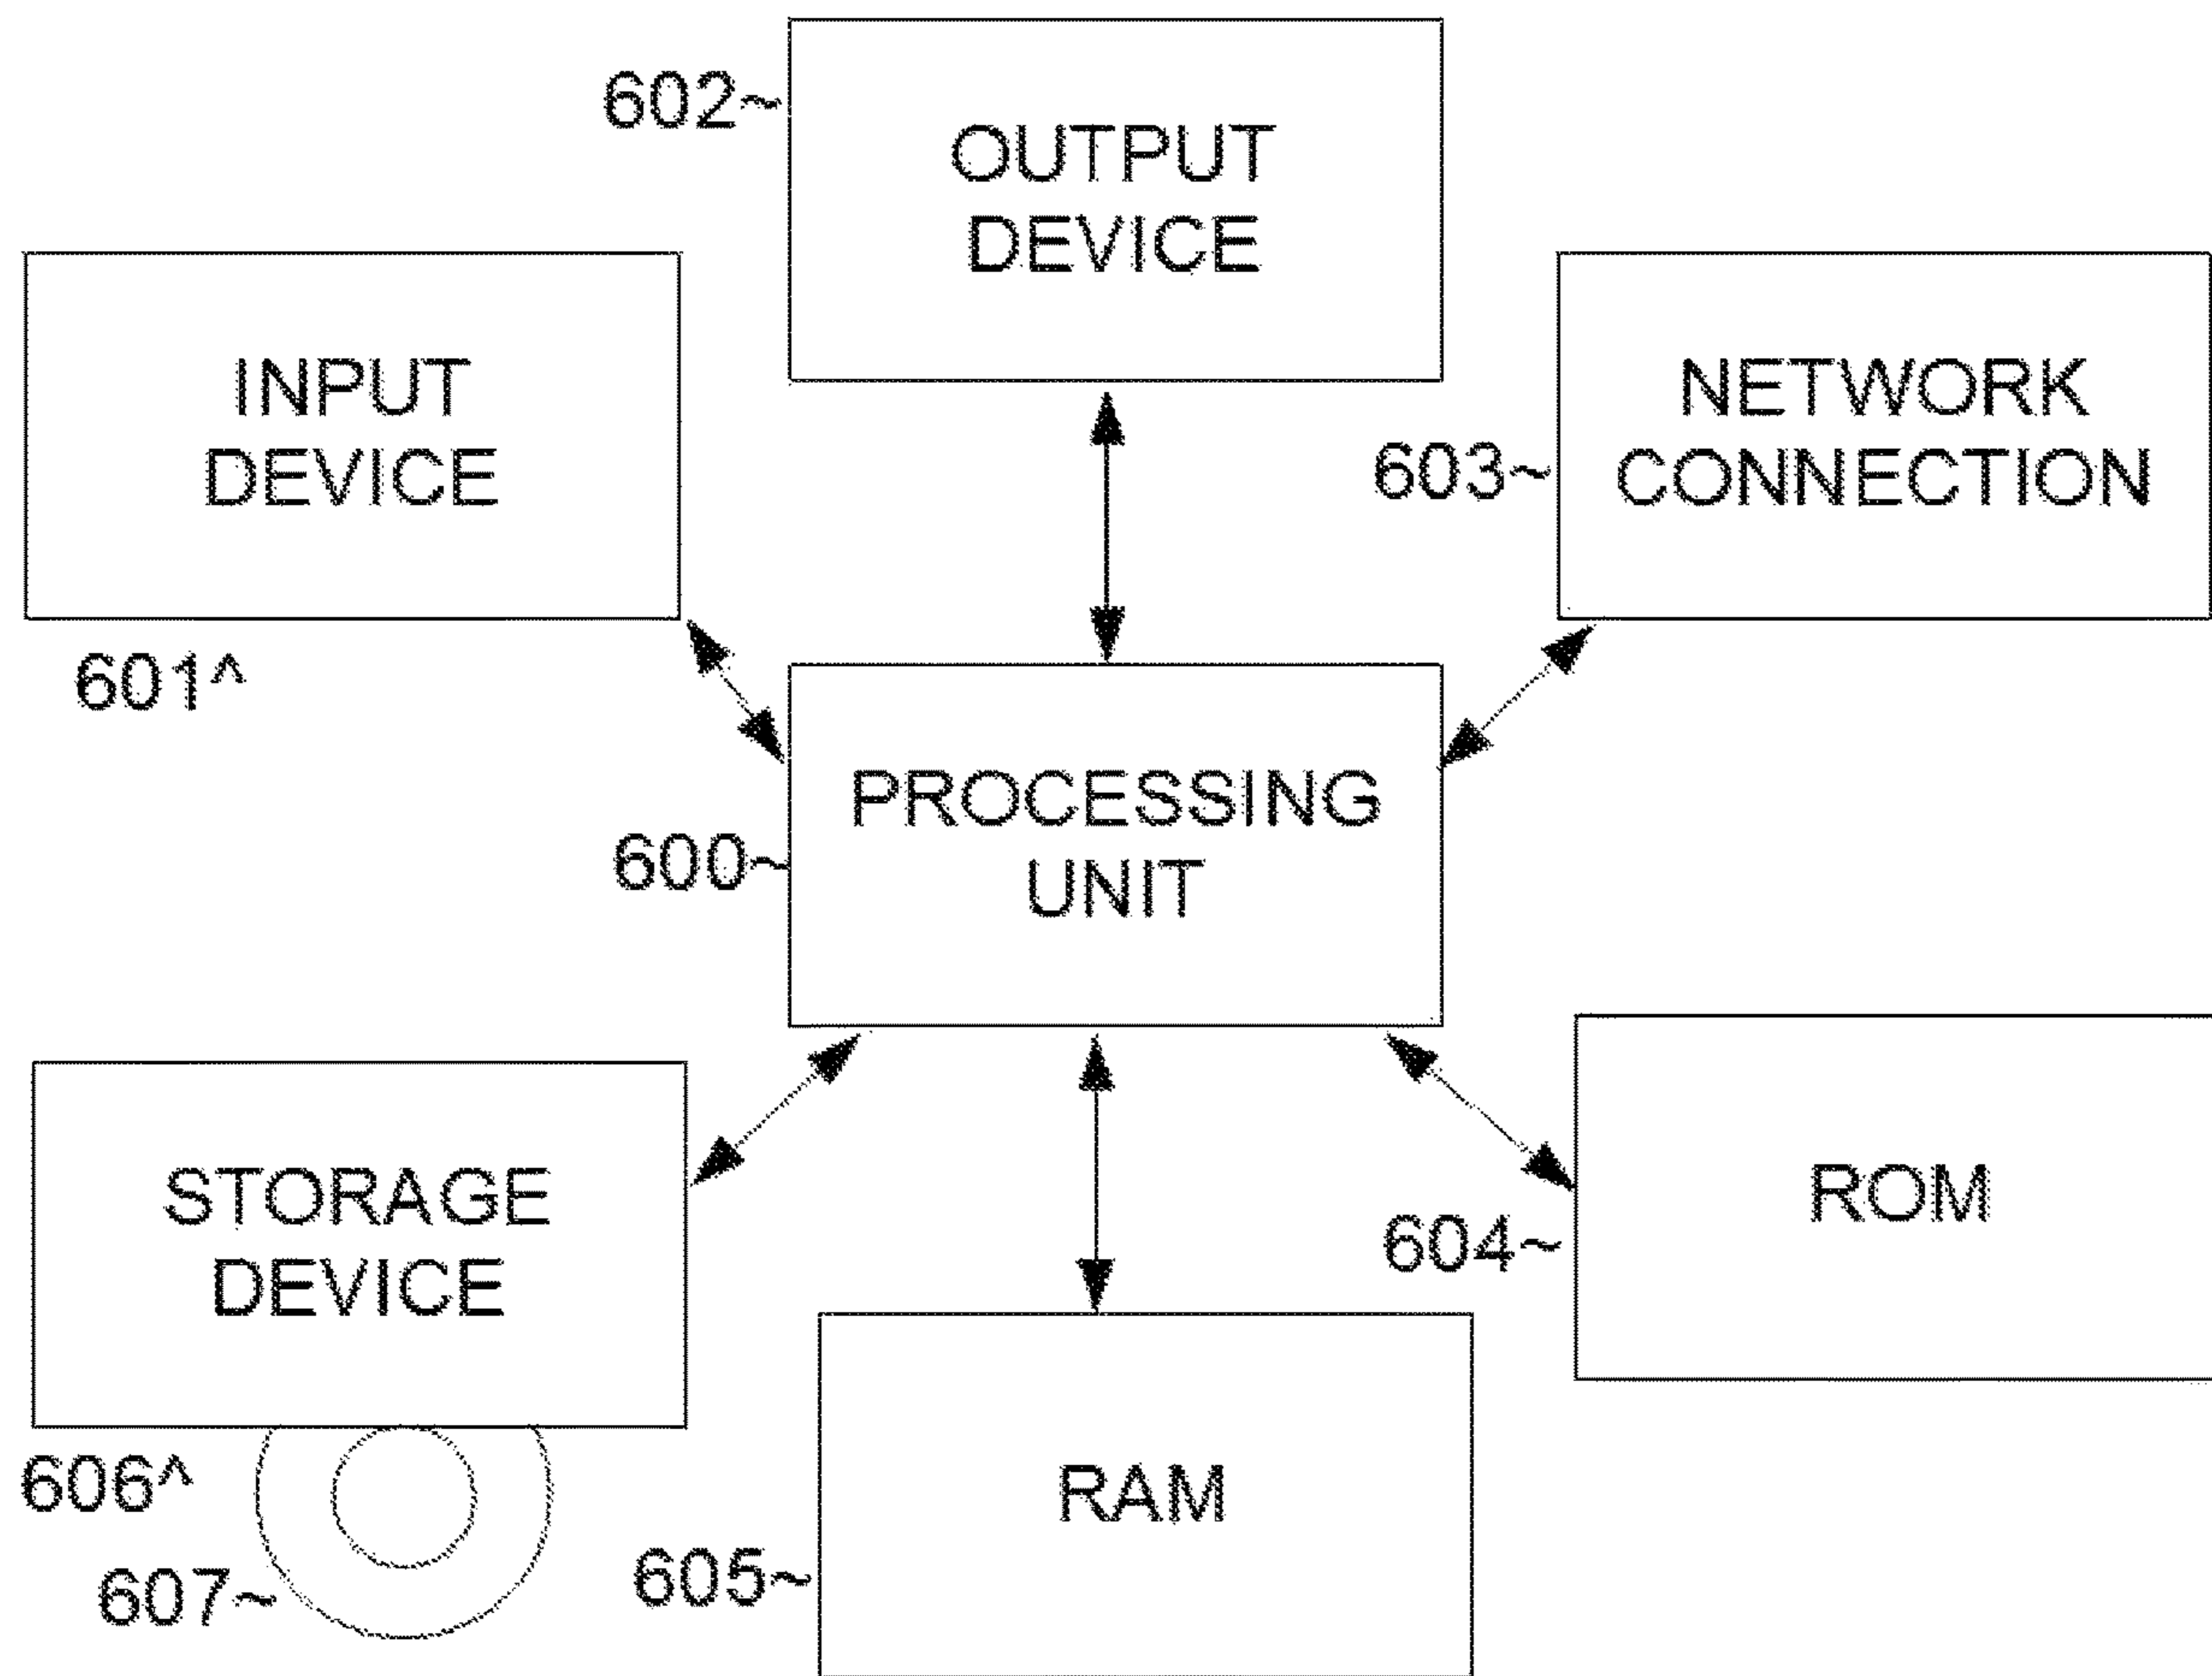 602~
OUTPUT
DEVICE
INPUT
DEVICE
601^
NETWORK
CONNECTION
603~
PROCESSING
UNIT
600~
STORAGE
DEVICE
606^
607~
RAM
605~
ROM
604~